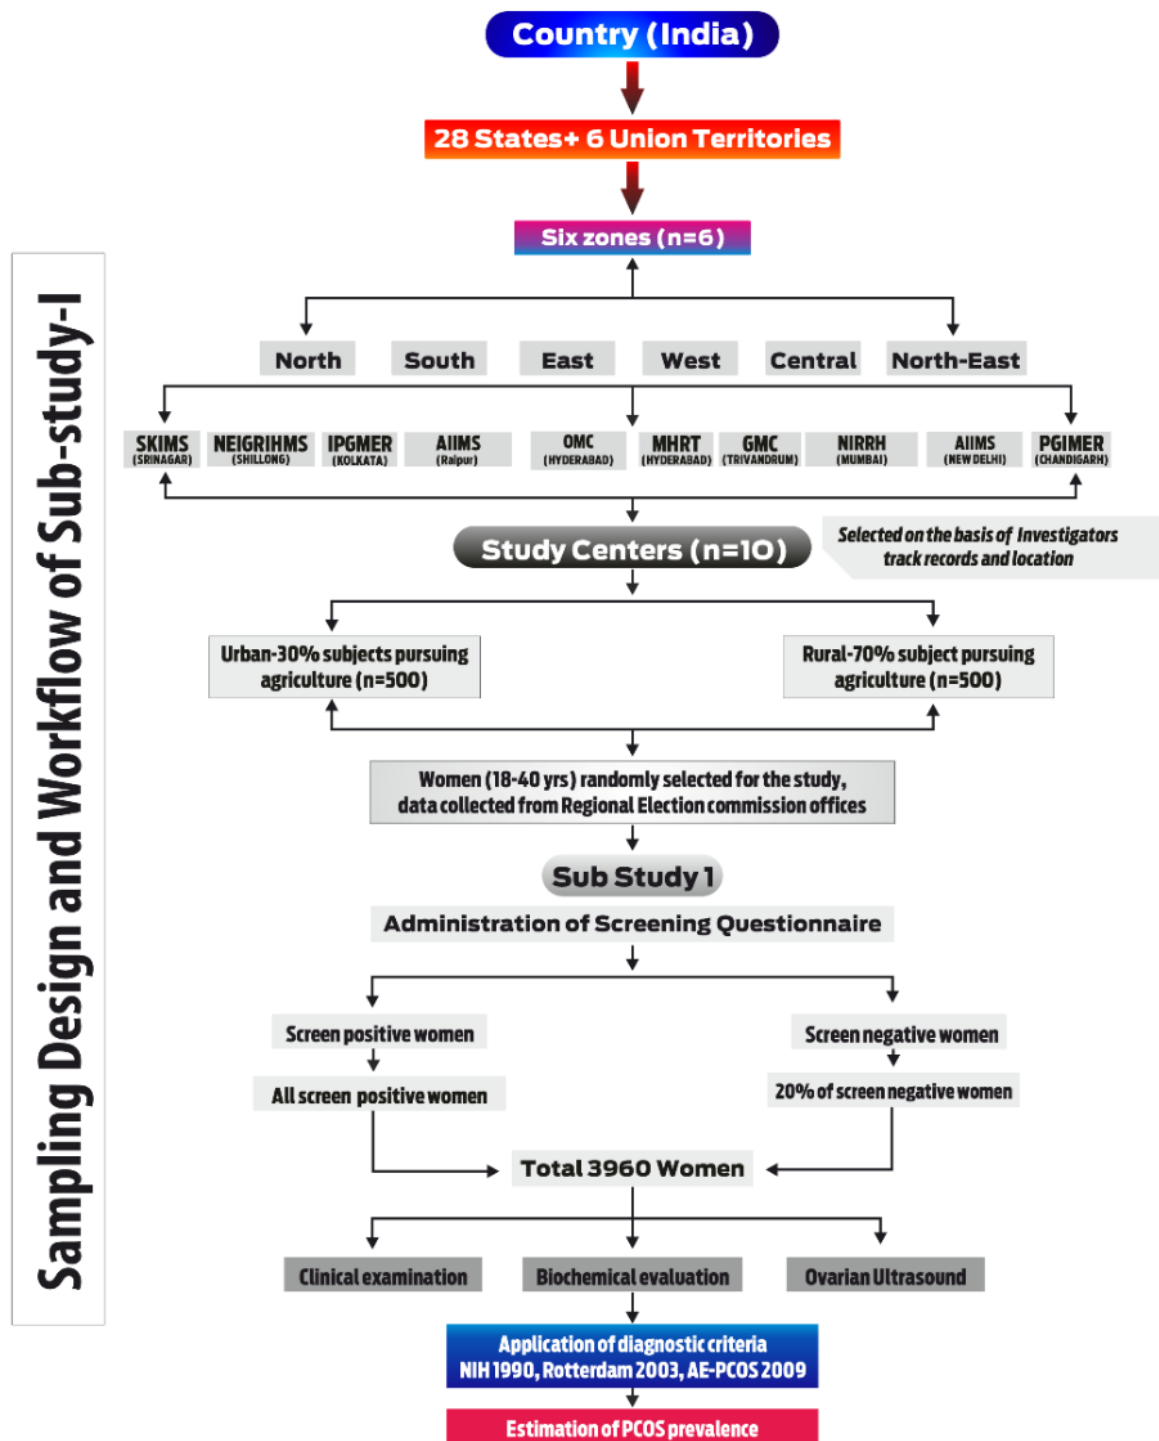 Country (India)
28 States+ 6 Union Territories
Six zones (n=6)
Sampling Design and Workflow of Sub-study-I
North
South
East
West
Central
North-East
SKIMS
(SRINAGAR)
NEIGRIHMS
(SHILLONG)
IPGMER
(KOLKATA)
AIIMS
(Raipur)
OMC
(HYDERABAD)
MHRT
(HYDERABAD)
GMC
(TRIVANDRUM)
NIRRH
(MUMBAI)
AIIMS
(NEW DELHI)
PGIMER
(CHANDIGARH)
Study Centers (n=10)
Selected on the basis of Investigators
track records and location
Urban-30% subjects pursuing
agriculture (n=500)
Rural-70% subject pursuing
agriculture (n=500)
Women (18-40 yrs) randomly selected for the study,
data collected from Regional Election commission offices
Sub Study 1
Administration of Screening Questionnaire
Screen positive women
Screen negative women
All screen positive women
20% of screen negative women
Total 3960 Women
Clinical examination
Biochemical evaluation
Ovarian Ultrasound
Application of diagnostic criteria
NIH 1990, Rotterdam 2003, AE-PCOS 2009
Estimation of PCOS prevalence